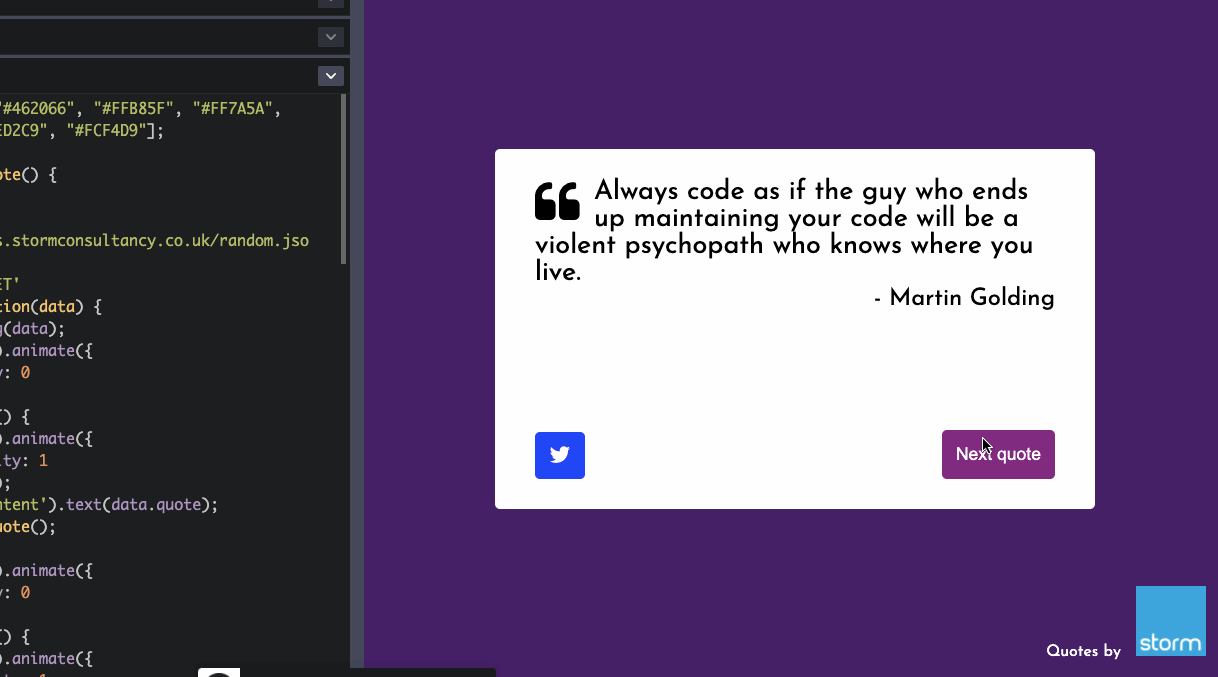 "#462066", "#FFB85F", "#FF7A5A",
ED2C9", "#FCF4D9"];
ote() {
s.stormconsultancy.co.uk/random.jso
ET'
tion(data) {
g(data);
).animate({
y: 0
() {
).animate({
ity: 1
);
ntent').text(data.quote);
uote();
).animate({
y: 0
() {
).animate({
Always code as if the guy who ends
up maintaining your code will be a
violent psychopath who knows where you
live.
- Martin Golding
Next quote
Quotes by
storm